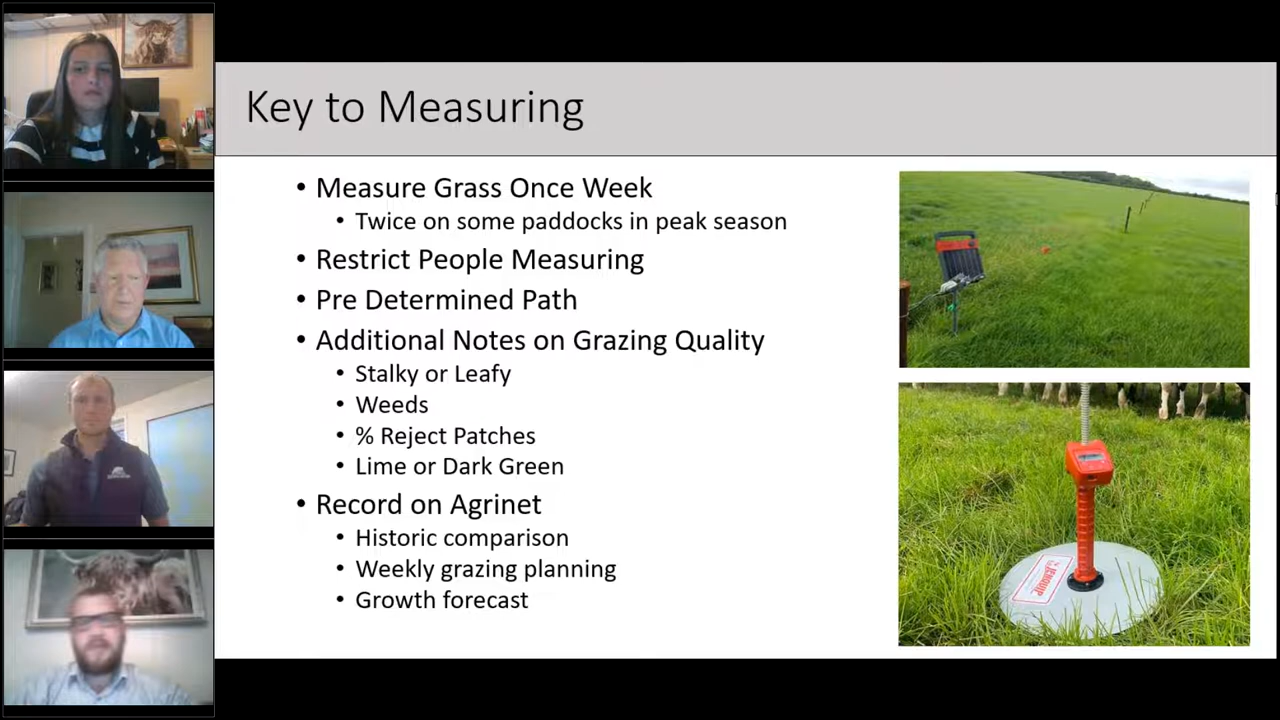 Key to Measuring
• Measure Grass Once Week
• Twice on some paddocks in peak season
• Restrict People Measuring
• Pre Determined Path
• Additional Notes on Grazing Quality
• Stalky or Leafy
• Weeds
• % Reject Patches
• Lime or Dark Green
• Record on Agrinet
• Historic comparison
• Weekly grazing planning
• Growth forecast
JENQUIP